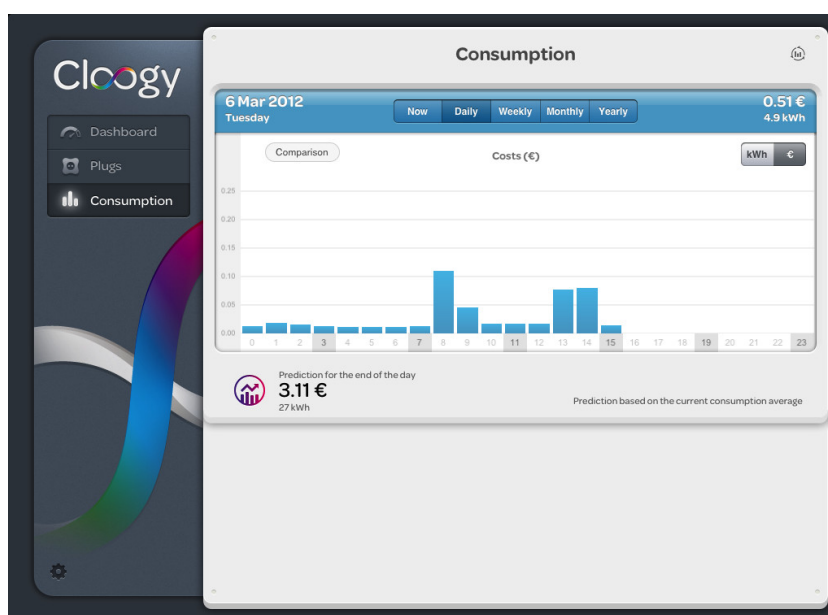 Cloogy
Dashboard
Plugs
Consumption
Consumption
6 Mar 2012
Tuesday
Now Daily Weekly Monthly Yearly
0.51 €
4.9 kWh
Comparison
Costs (€)
kWh €
0.25
0.20
0.15
0.10
0.05
0.00
0 1 2 3 4 5 6 7 8 9 10 11 12 13 14 15 16 17 18 19 20 21 22 23
Prediction for the end of the day
3.11 €
27 kWh
Prediction based on the current consumption average